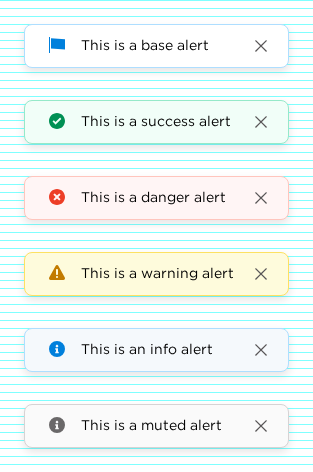 This is a base alert
This is a success alert
This is a danger alert
This is a warning alert
This is an info alert
This is a muted alert